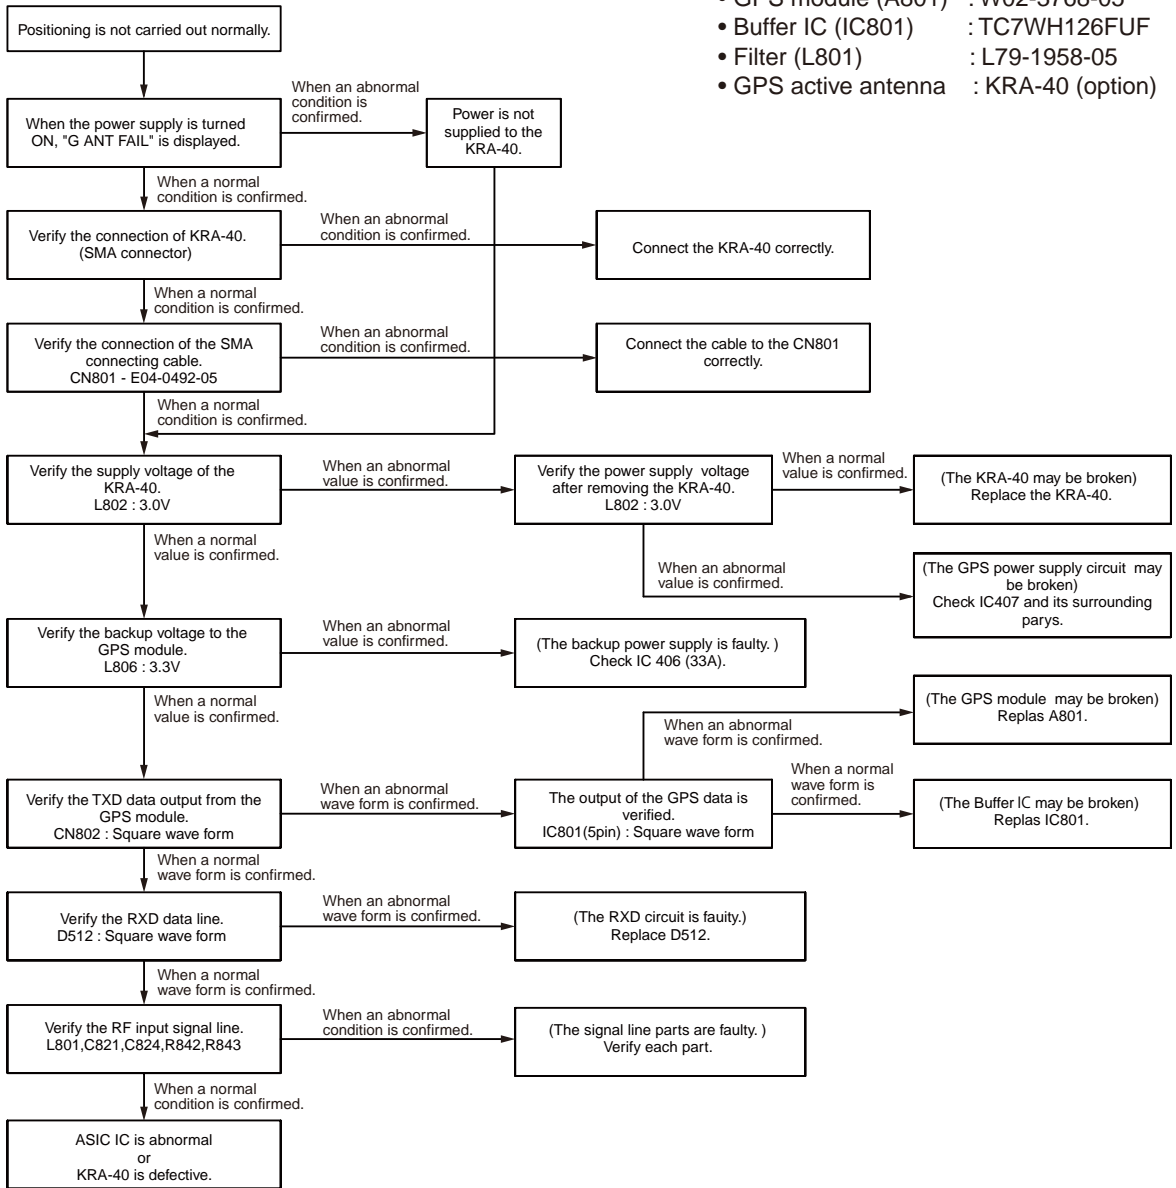 • GPS module (A801) : W02-3768-05
• Buffer IC (IC801) : TC7WH126FUF
• Filter (L801) : L79-1958-05
• GPS active antenna : KRA-40 (option)
Positioning is not carried out normally.
When the power supply is turned
ON, "G ANT FAIL" is displayed.
When an abnormal
condition is
confirmed.
Power is not
supplied to the
KRA-40.
When a normal
condition is confirmed.
Verify the connection of KRA-40.
(SMA connector)
When an abnormal
condition is confirmed.
Connect the KRA-40 correctly.
When a normal
condition is confirmed.
Verify the connection of the SMA
connecting cable.
CN801 - E04-0492-05
When an abnormal
condition is confirmed.
Connect the cable to the CN801
correctly.
When a normal
condition is confirmed.
Verify the supply voltage of the
KRA-40.
L802 : 3.0V
When an abnormal
value is confirmed.
Verify the power supply voltage
after removing the KRA-40.
L802 : 3.0V
When a normal
value is confirmed.
(The KRA-40 may be broken)
Replace the KRA-40.
When an abnormal
value is confirmed.
(The GPS power supply circuit may
be broken)
Check IC407 and its surrounding
parys.
When a normal
value is confirmed.
Verify the backup voltage to the
GPS module.
L806 : 3.3V
When an abnormal
value is confirmed.
(The backup power supply is faulty. )
Check IC 406 (33A).
When a normal
value is confirmed.
Verify the TXD data output from the
GPS module.
CN802 : Square wave form
When an abnormal
wave form is confirmed.
The output of the GPS data is
verified.
IC801(5pin) : Square wave form
When an abnormal
wave form is confirmed.
(The GPS module may be broken)
Replas A801.
When a normal
wave form is
confirmed.
(The Buffer IC may be broken)
Replas IC801.
When a normal
wave form is confirmed.
Verify the RXD data line.
D512 : Square wave form
When an abnormal
wave form is confirmed.
(The RXD circuit is fauity.)
Replace D512.
When a normal
wave form is confirmed.
Verify the RF input signal line.
L801,C821,C824,R842,R843
When an abnormal
condition is confirmed.
(The signal line parts are faulty. )
Verify each part.
When a normal
condition is confirmed.
ASIC IC is abnormal
or
KRA-40 is defective.